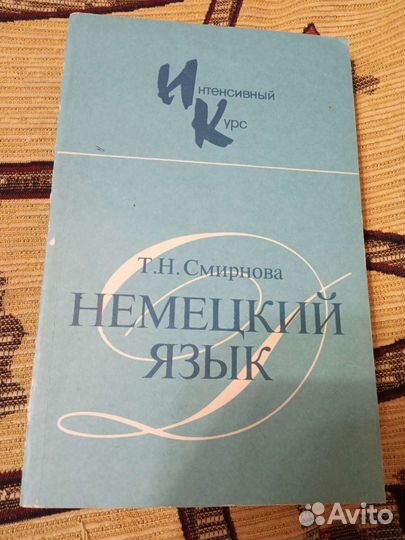 Интенсивный
Курс
Т.Н. Смирнова
НЕМЕЦКИЙ
ЯЗЫК
D
Avito